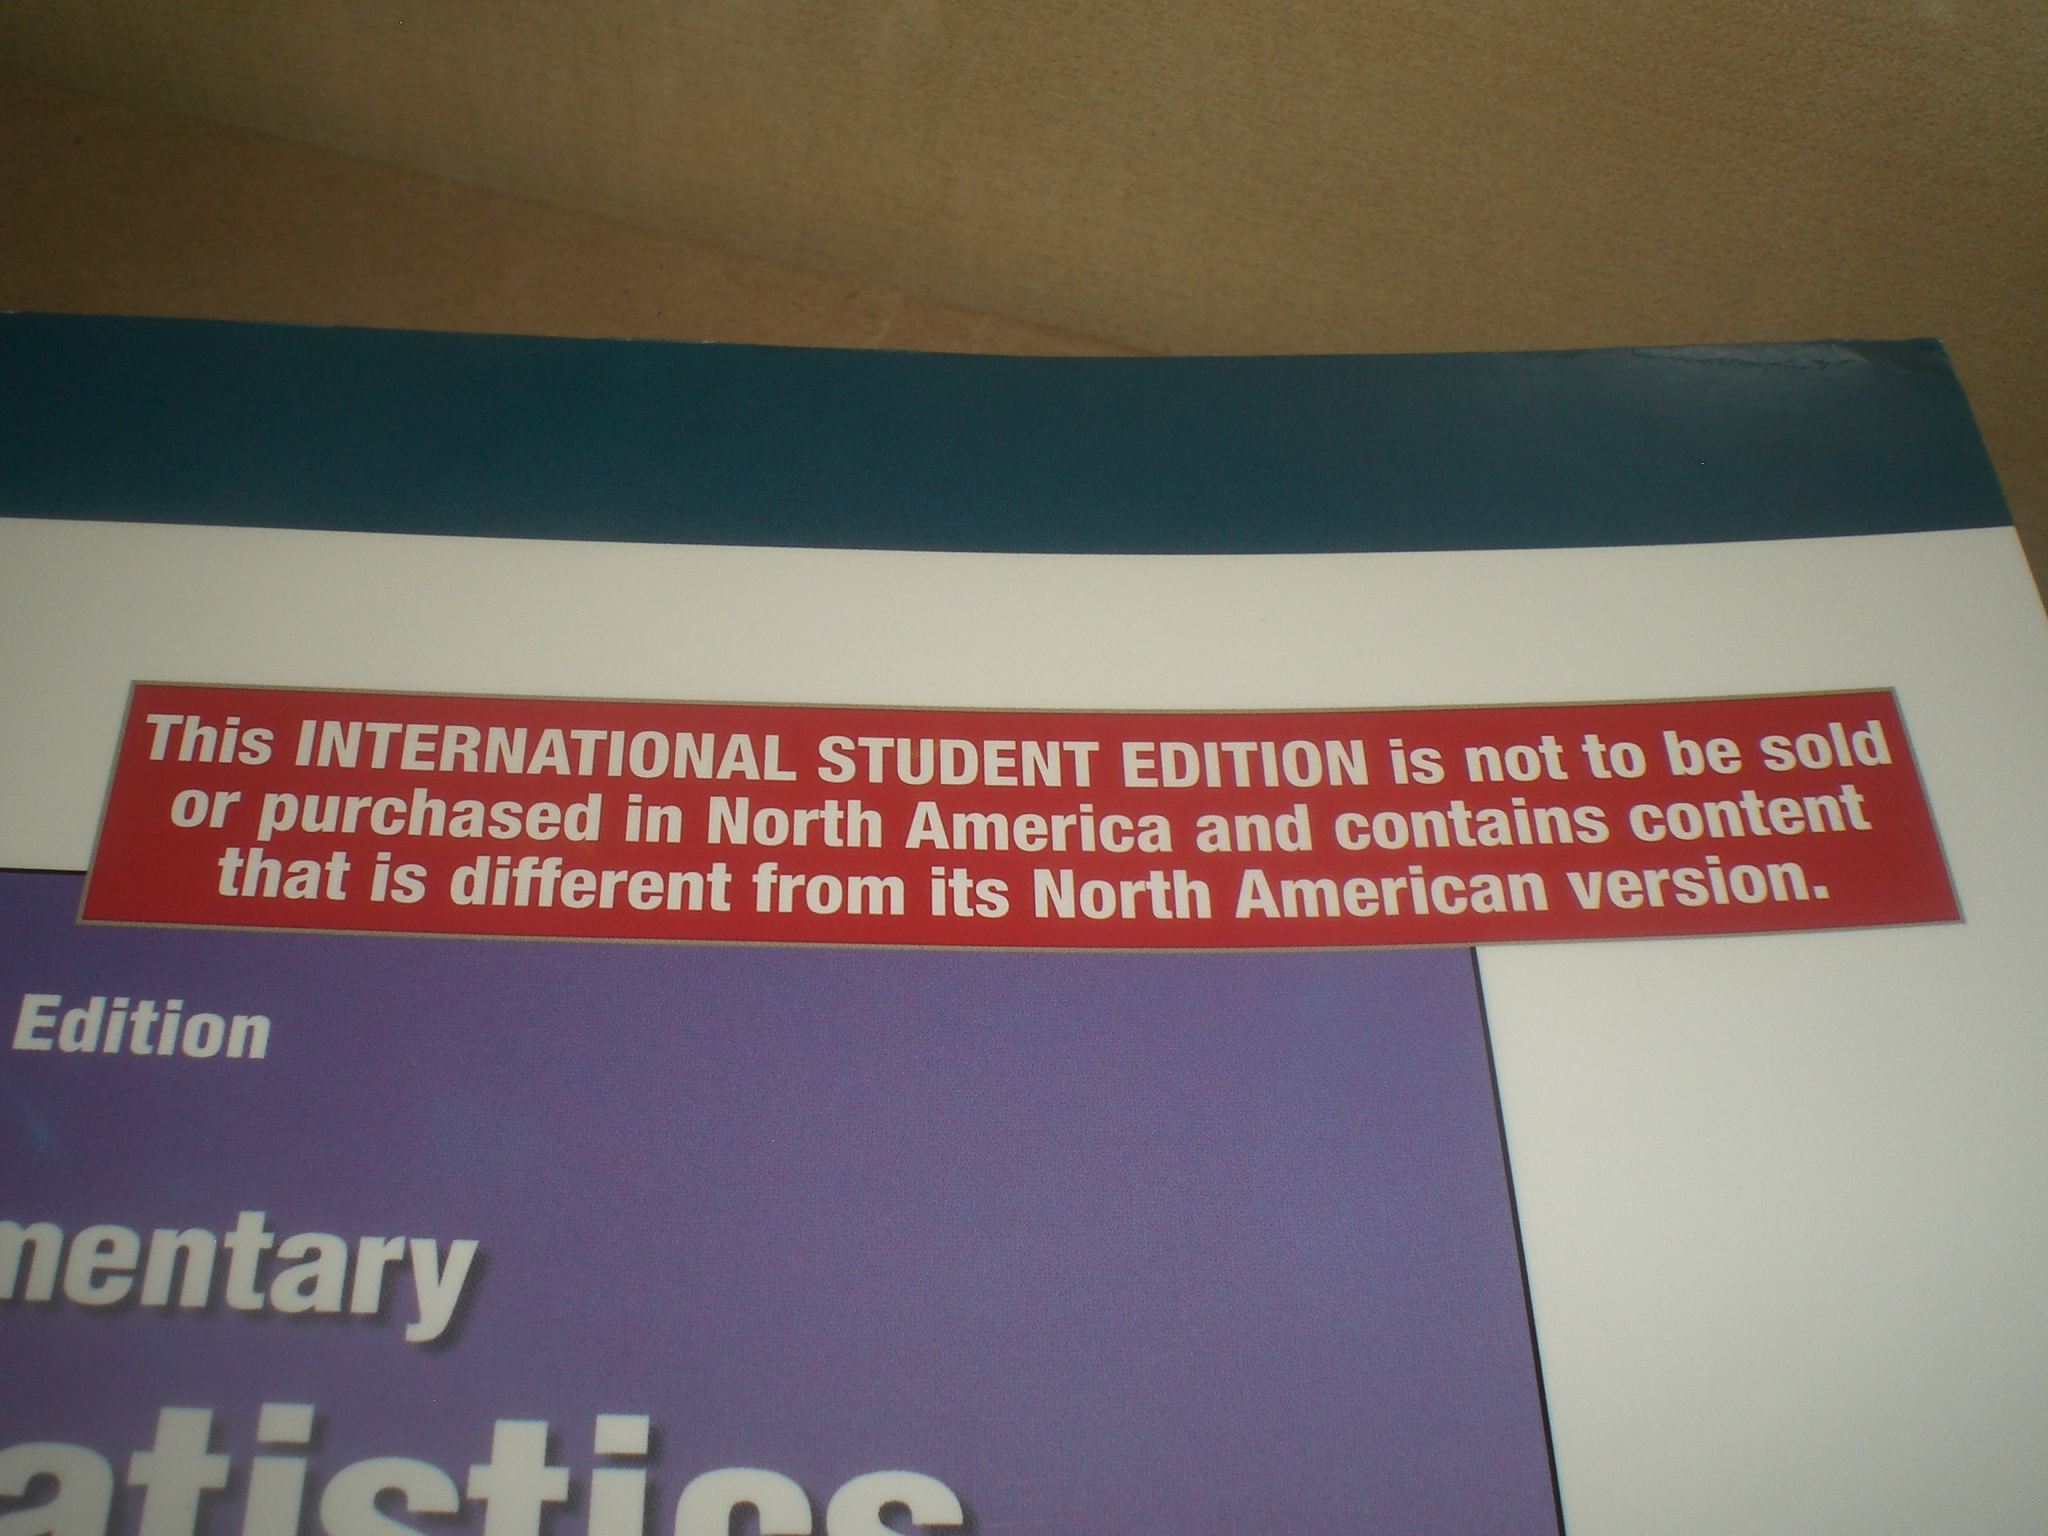 This INTERNATIONAL STUDENT EDITION is not to be sold
or purchased in North America and contains content
that is different from its North American version.
Edition
mentary
atistics